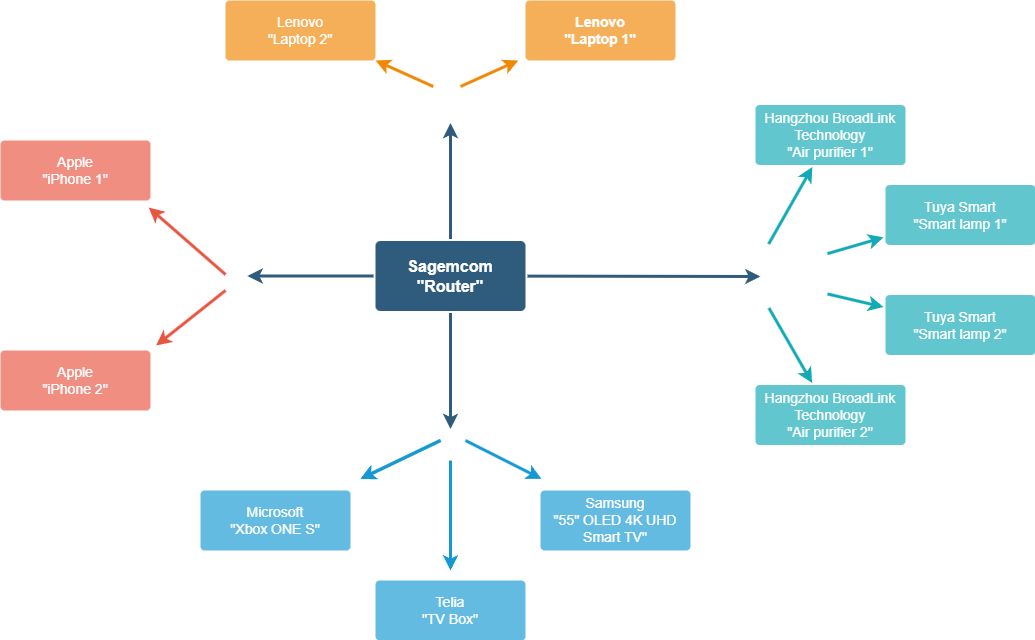 Lenovo
"Laptop 2"
Lenovo
"Laptop 1"
Hangzhou BroadLink
Technology
"Air purifier 1"
Apple
"iPhone 1"
Tuya Smart
"Smart lamp 1"
Sagemcom
"Router"
Tuya Smart
"Smart lamp 2"
Apple
"iPhone 2"
Hangzhou BroadLink
Technology
"Air purifier 2"
Microsoft
"Xbox ONE S"
Samsung
"55" OLED 4K UHD
Smart TV"
Telia
"TV Box"